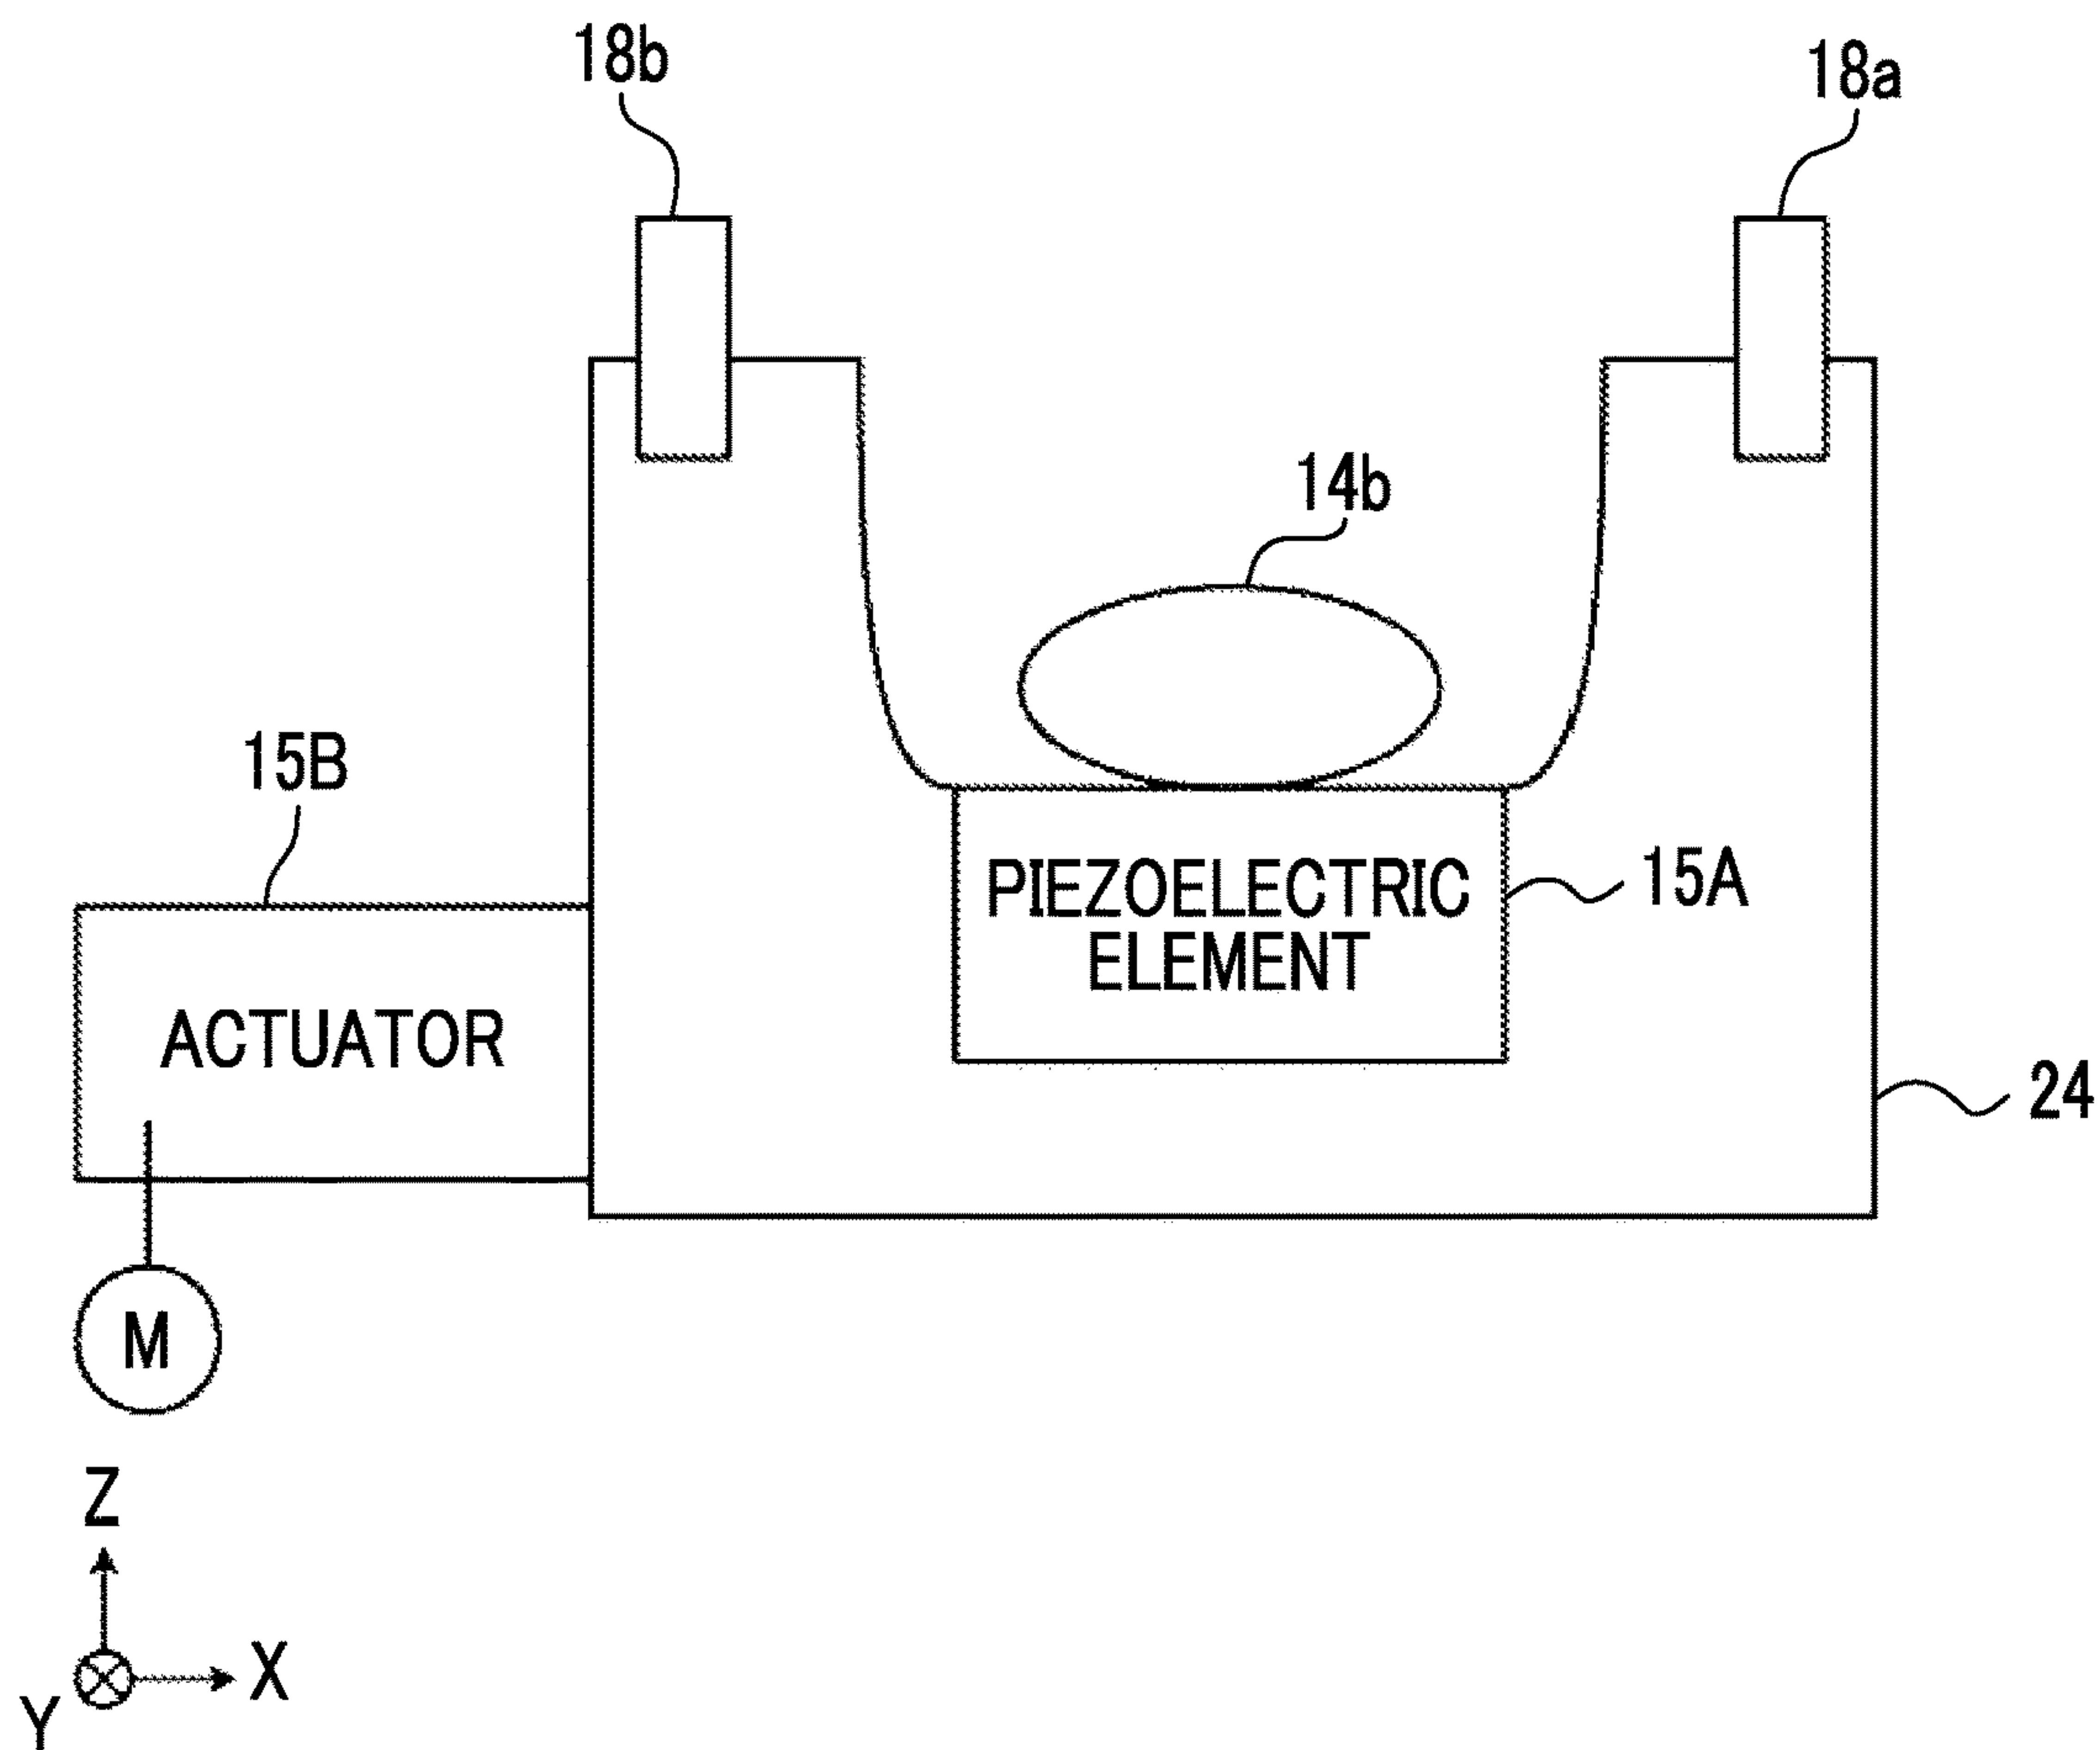 18b
18a
14b
15B
PIEZOELECTRIC
ELEMENT
15A
ACTUATOR
24
M
Z
X
Y